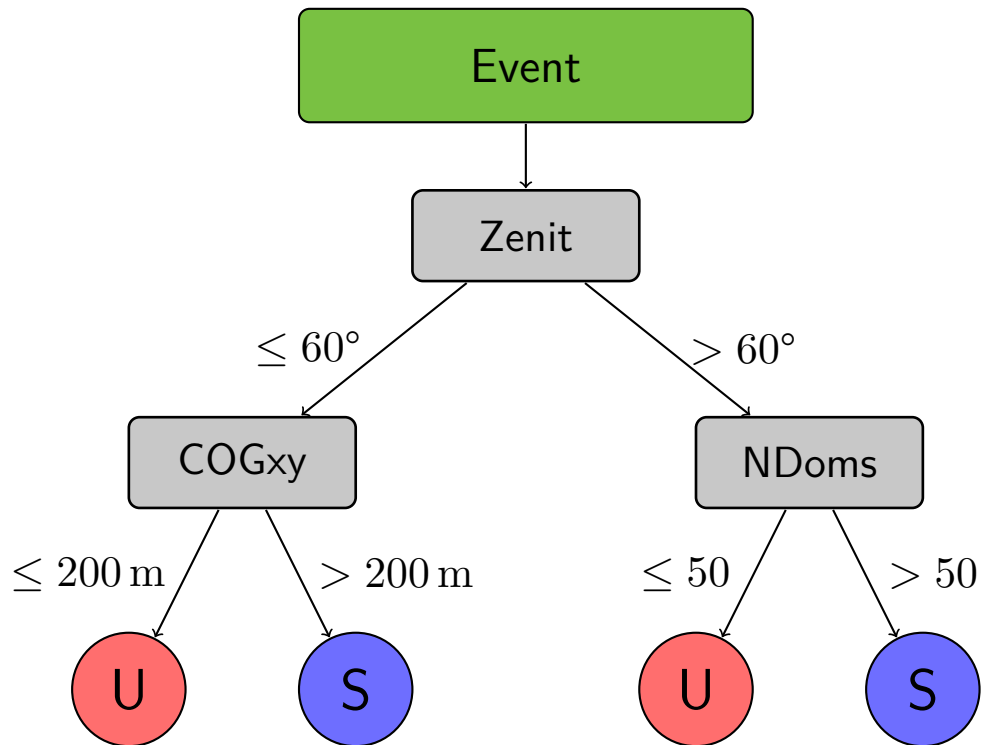 Event
Zenit
≤ 60° > 60°
COGxy NDoms
≤ 200 m > 200 m ≤ 50 > 50
U S U S